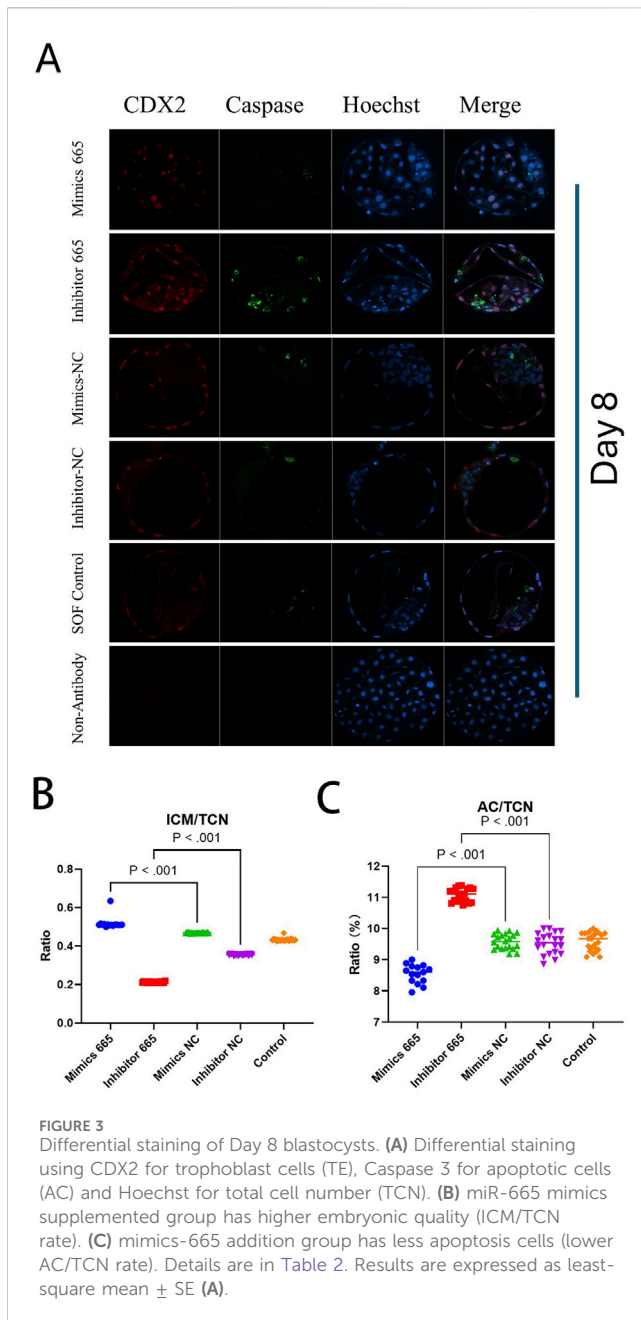 A
CDX2 Caspase Hoechst Merge
Mimics 665
Inhibitor 665
Mimics-NC
Inhibitor-NC
SOF Control
Non-Antibody
Day 8
B
ICM/TCN
P < .001
P < .001
0.8
0.6
0.4
0.2
0.0
Ratio
Mimics 665
Inhibitor 665
Mimics NC
Inhibitor NC
Control
C
AC/TCN
P < .001
P < .001
12
11
10
9
8
7
Ratio (%)
Mimics 665
Inhibitor 665
Mimics NC
Inhibitor NC
Control
FIGURE 3
Differential staining of Day 8 blastocysts. (A) Differential staining
using CDX2 for trophoblast cells (TE), Caspase 3 for apoptotic cells
(AC) and Hoechst for total cell number (TCN). (B) miR-665 mimics
supplemented group has higher embryonic quality (ICM/TCN
rate). (C) mimics-665 addition group has less apoptosis cells (lower
AC/TCN rate). Details are in Table 2. Results are expressed as least-
square mean ± SE (A).